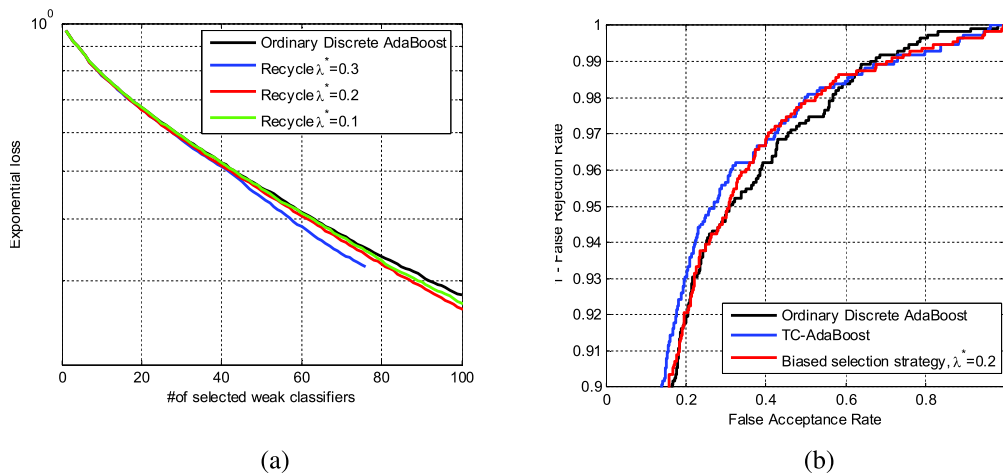 10^0
Ordinary Discrete AdaBoost
Recycle λ*=0.3
Recycle λ*=0.2
Recycle λ*=0.1
Exponential loss
0 20 40 60 80 100
#of selected weak classifiers
(a)
1
0.99
0.98
0.97
0.96
0.95
0.94
0.93
0.92
0.91
0.9
1 - False Rejection Rate
Ordinary Discrete AdaBoost
TC-AdaBoost
Biased selection strategy, λ*=0.2
0 0.2 0.4 0.6 0.8
False Acceptance Rate
(b)